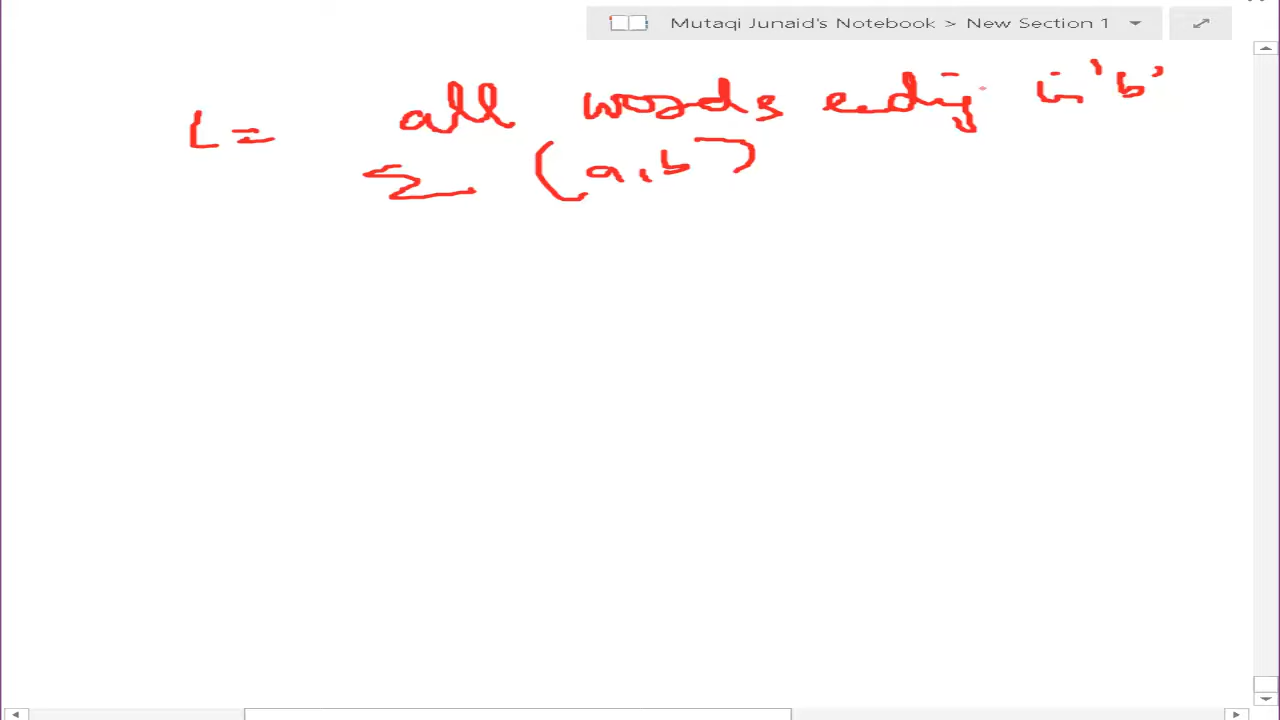 Mutaqi Junaid's Notebook > New Section 1
L = all words ending in 'b'
Σ (a,b)